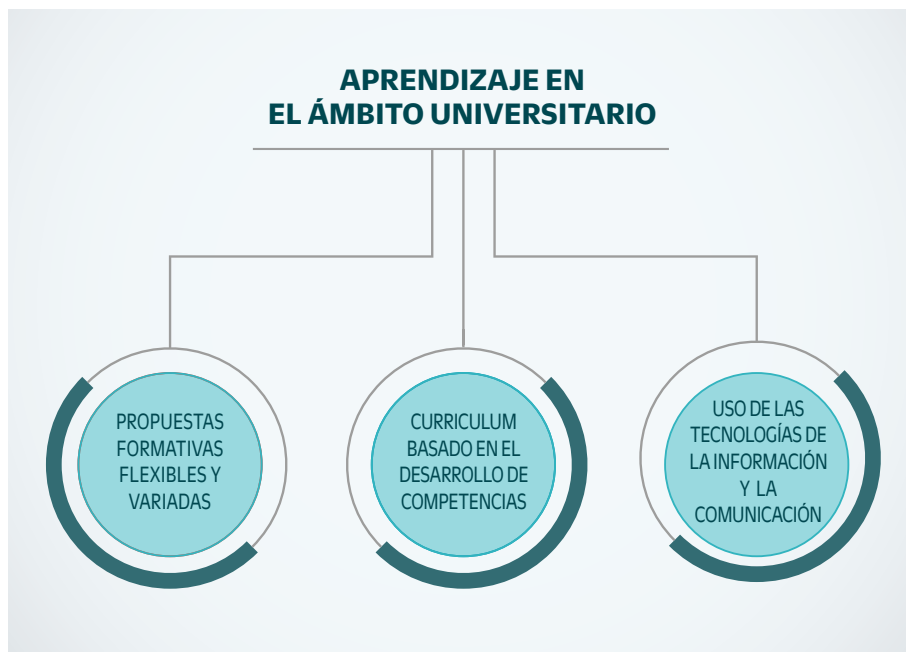 APRENDIZAJE EN
EL ÁMBITO UNIVERSITARIO
PROPUESTAS
FORMATIVAS
FLEXIBLES Y
VARIADAS
CURRICULUM
BASADO EN EL
DESARROLLO DE
COMPETENCIAS
USO DE LAS
TECNOLOGÍAS DE
LA INFORMACIÓN
Y LA
COMUNICACIÓN